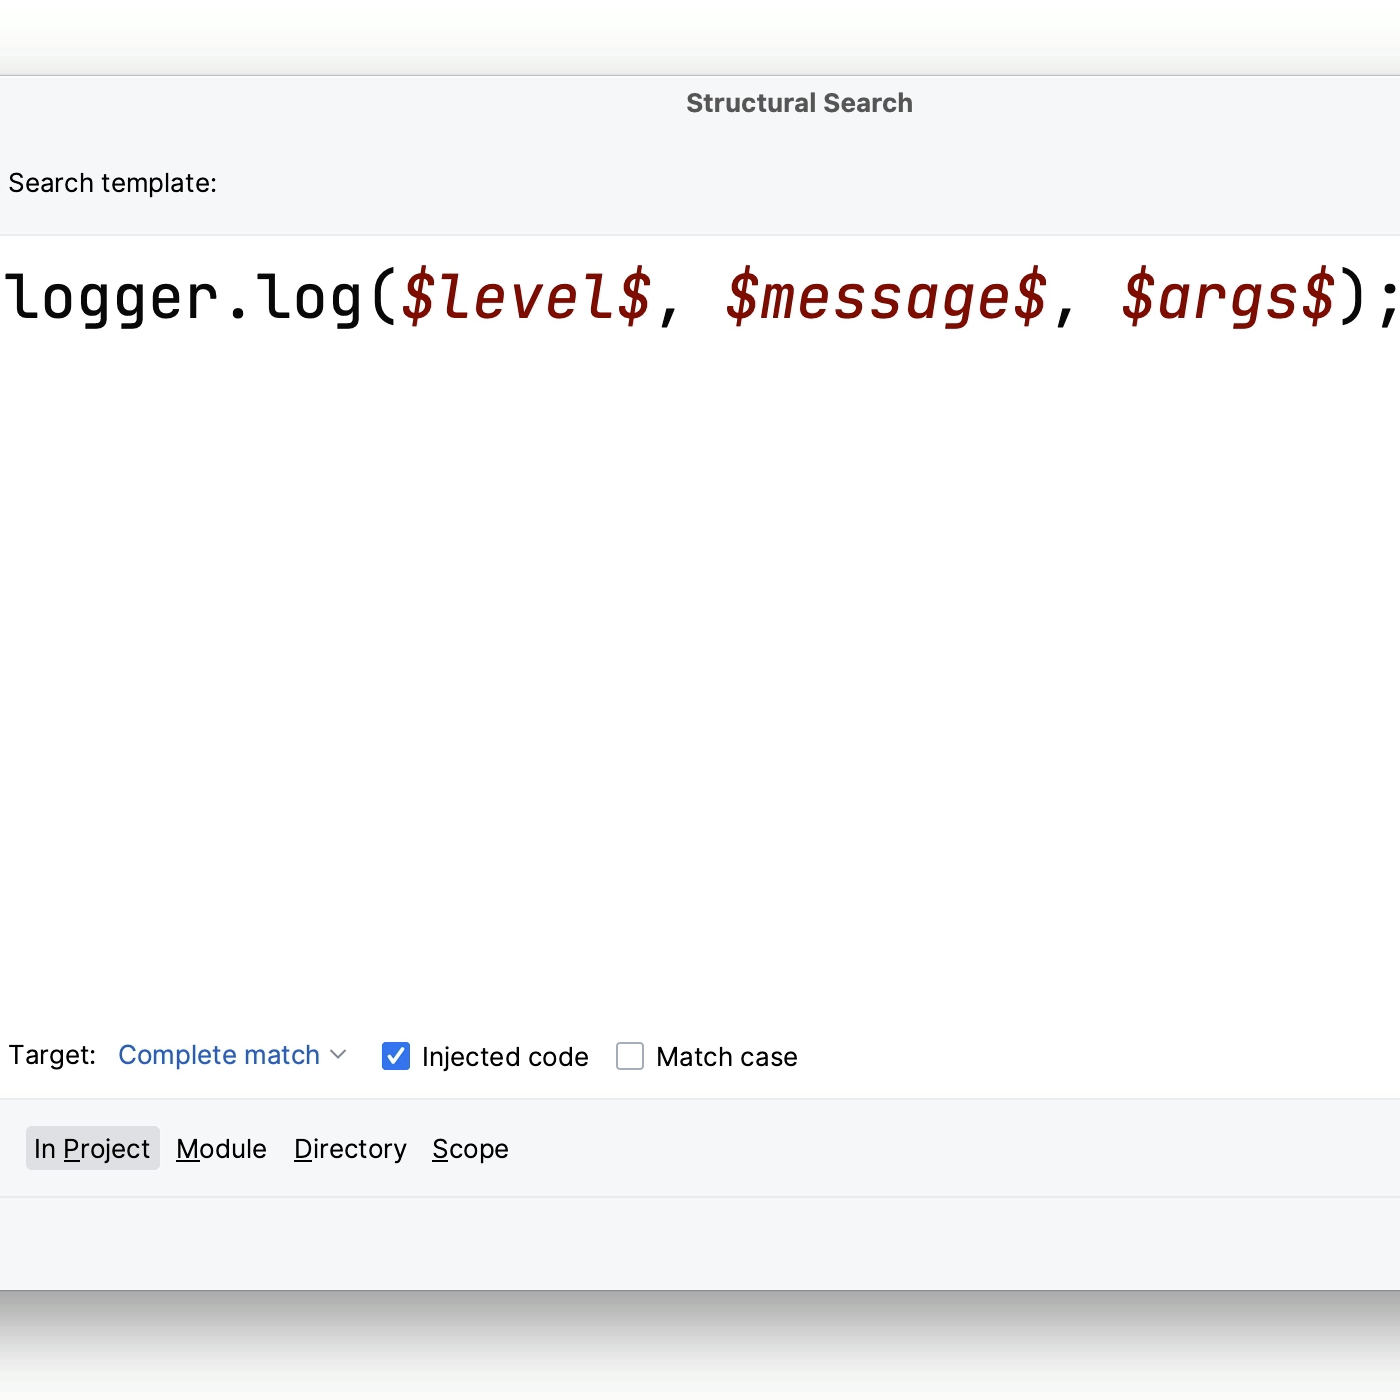 Structural Search
Search template:
logger.log($level$, $message$, $args$);
Target: Complete match Injected code Match case
In Project Module Directory Scope